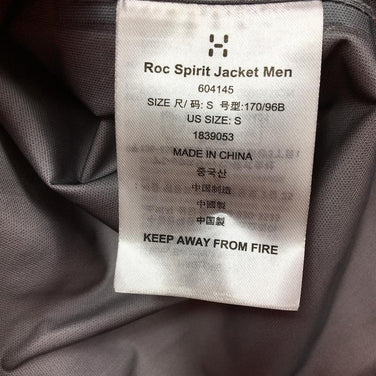 Roc Spirit Jacket Men
604145
SIZE 尺/ 码: S 号型:170/96B
US SIZE: S
1839053
MADE IN CHINA
중국산
中国制造
中國製
中国製
KEEP AWAY FROM FIRE